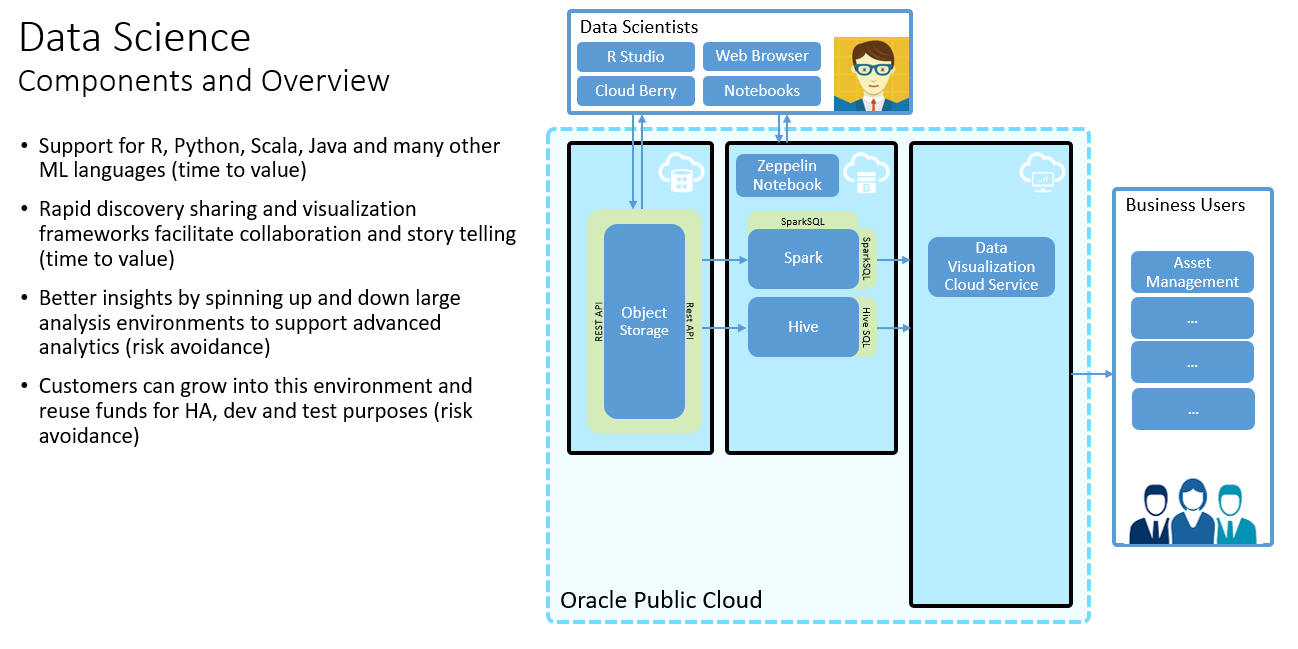 Data Science
Components and Overview
• Support for R, Python, Scala, Java and many other
ML languages (time to value)
• Rapid discovery sharing and visualization
frameworks facilitate collaboration and story telling
(time to value)
• Better insights by spinning up and down large
analysis environments to support advanced
analytics (risk avoidance)
• Customers can grow into this environment and
reuse funds for HA, dev and test purposes (risk
avoidance)
Data Scientists
R Studio
Web Browser
Cloud Berry
Notebooks
REST API
Object
Storage
Rest API
Zeppelin
Notebook
B
SparkSQL
Spark
SparkSQL
Hive
Hive SQL
Data
Visualization
Cloud Service
Oracle Public Cloud
Business Users
Asset
Management
...
...
...